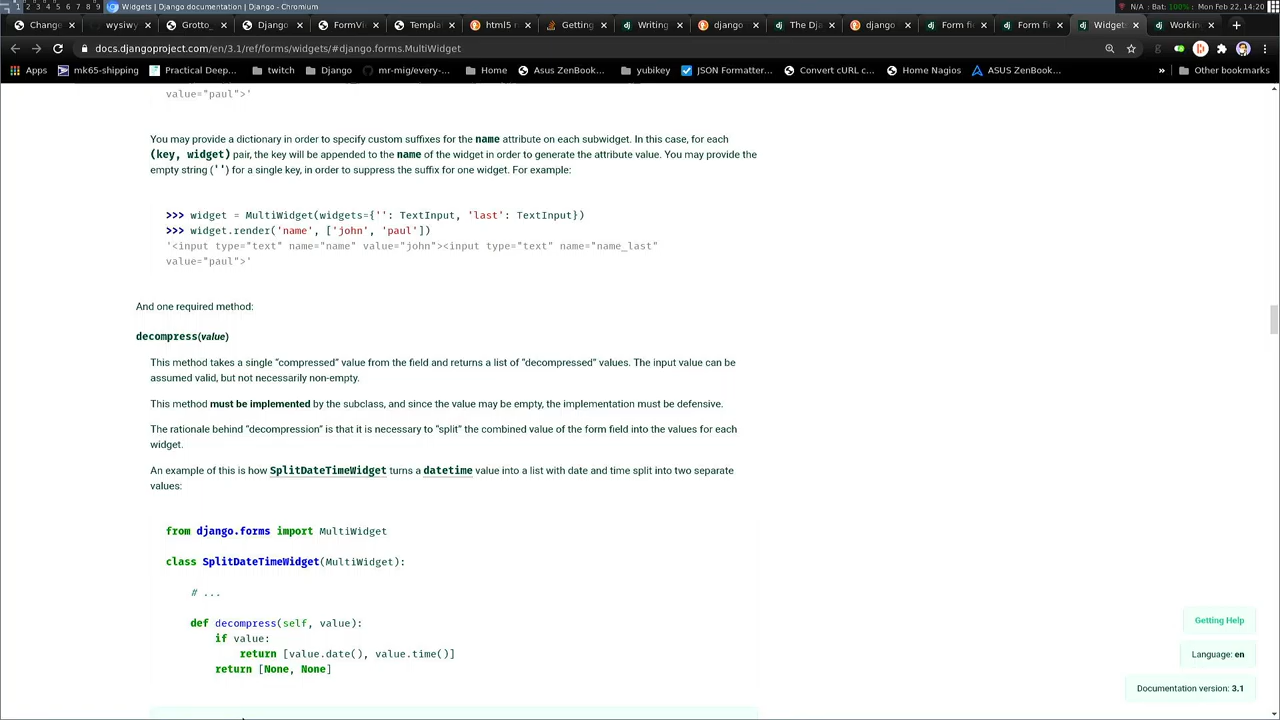 1 2 3 4 5 6 7 8 9 Widgets | Django documentation | Django - Chromium N/A | Bat: 100% | Mon Feb 22, 14:20
Change wysiw Grotto_ Django FormVi Templa html5 r Getting Writing django The Dj django Form fi Form fi Widget Workin
docs.djangoproject.com/en/3.1/ref/forms/widgets/#django.forms.MultiWidget
Apps mk65-shipping Practical Deep... twitch Django mr-mig/every-... Home Asus ZenBook... yubikey JSON Formatter... Convert cURL c... Home Nagios ASUS ZenBook... » Other bookmarks
value="paul">'
You may provide a dictionary in order to specify custom suffixes for the name attribute on each subwidget. In this case, for each
(key, widget) pair, the key will be appended to the name of the widget in order to generate the attribute value. You may provide the
empty string ('') for a single key, in order to suppress the suffix for one widget. For example:
>>> widget = MultiWidget(widgets={'': TextInput, 'last': TextInput})
>>> widget.render('name', ['john', 'paul'])
'<input type="text" name="name" value="john"><input type="text" name="name_last"
value="paul">'
And one required method:
decompress(value)
This method takes a single “compressed” value from the field and returns a list of “decompressed” values. The input value can be
assumed valid, but not necessarily non-empty.
This method must be implemented by the subclass, and since the value may be empty, the implementation must be defensive.
The rationale behind “decompression” is that it is necessary to “split” the combined value of the form field into the values for each
widget.
An example of this is how SplitDateTimeWidget turns a datetime value into a list with date and time split into two separate
values:
from django.forms import MultiWidget
class SplitDateTimeWidget(MultiWidget):
# ...
def decompress(self, value):
if value:
return [value.date(), value.time()]
return [None, None]
Getting Help
Language: en
Documentation version: 3.1